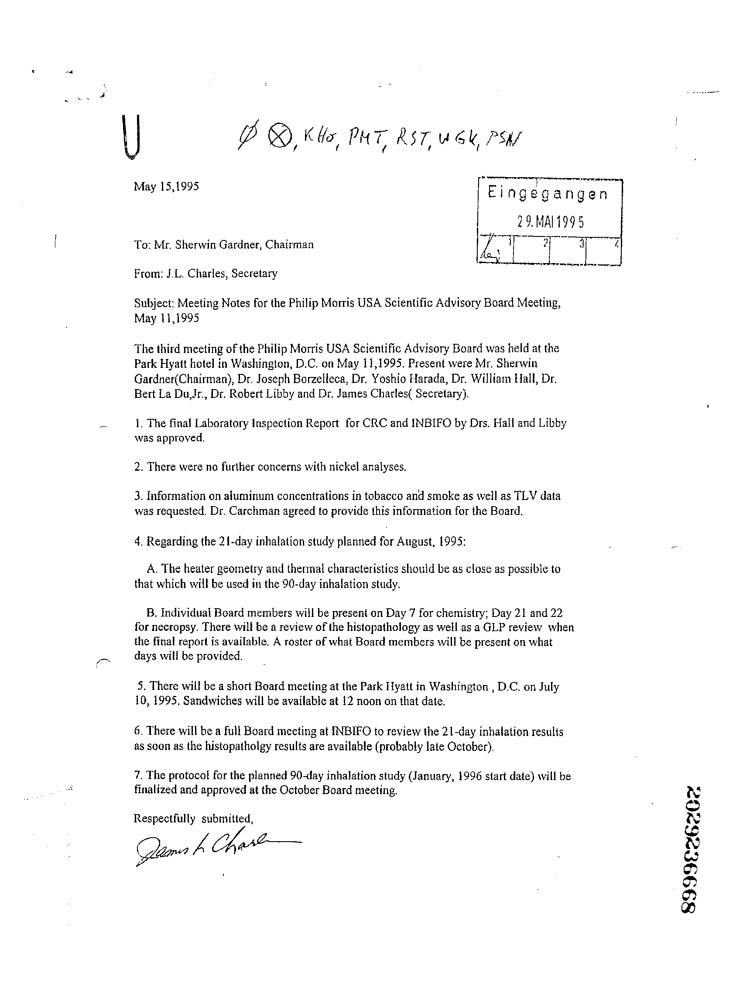 U
Ø ⊗, KHO, PMT, RST, WGK, PSN
May 15,1995
Eingegangen
29. MAI 1995
1 2 3 4
To: Mr. Sherwin Gardner, Chairman
From: J.L. Charles, Secretary
Subject: Meeting Notes for the Philip Morris USA Scientific Advisory Board Meeting,
May 11,1995
The third meeting of the Philip Morris USA Scientific Advisory Board was held at the
Park Hyatt hotel in Washington, D.C. on May 11,1995. Present were Mr. Sherwin
Gardner(Chairman), Dr. Joseph Borzelleca, Dr. Yoshio Harada, Dr. William Hall, Dr.
Bert La Du,Jr., Dr. Robert Libby and Dr. James Charles( Secretary).
1. The final Laboratory Inspection Report for CRC and INBIFO by Drs. Hall and Libby
was approved.
2. There were no further concerns with nickel analyses.
3. Information on aluminum concentrations in tobacco and smoke as well as TLV data
was requested. Dr. Carchman agreed to provide this information for the Board.
4. Regarding the 21-day inhalation study planned for August, 1995:
A. The heater geometry and thermal characteristics should be as close as possible to
that which will be used in the 90-day inhalation study.
B. Individual Board members will be present on Day 7 for chemistry; Day 21 and 22
for necropsy. There will be a review of the histopathology as well as a GLP review when
the final report is available. A roster of what Board members will be present on what
days will be provided.
5. There will be a short Board meeting at the Park Hyatt in Washington , D.C. on July
10, 1995. Sandwiches will be available at 12 noon on that date.
6. There will be a full Board meeting at INBIFO to review the 21-day inhalation results
as soon as the histopatholgy results are available (probably late October).
7. The protocol for the planned 90-day inhalation study (January, 1996 start date) will be
finalized and approved at the October Board meeting.
Respectfully submitted,
James L Charles
2029236668